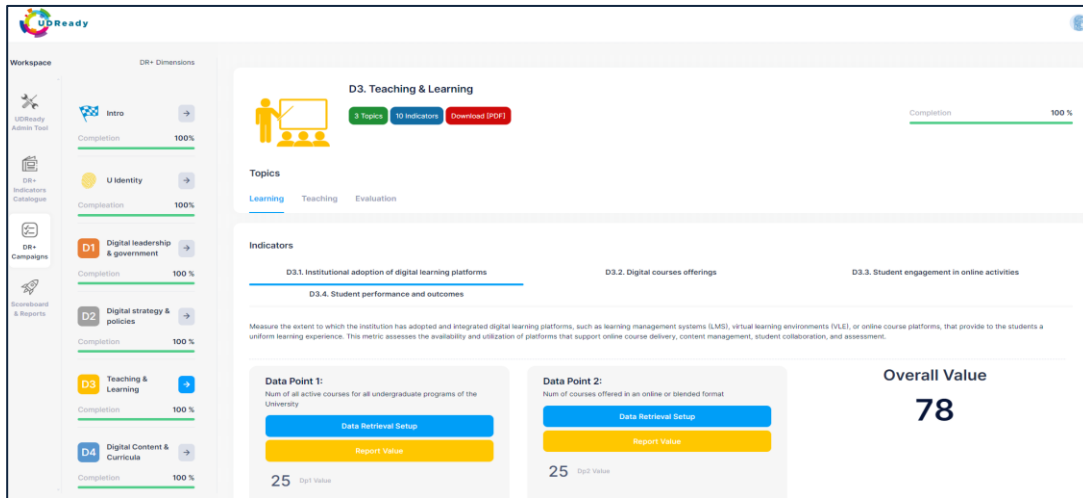 UDReady
Workspace
DR+ Dimensions
UDReady
Admin Tool
DR+
Indicators
Catalogue
DR+
Campaigns
Scoreboard
& Reports
Intro
Completion 100%
U Identity
Compleation 100%
D1 Digital leadership
& government
Completion 100 %
D2 Digital strategy &
policies
Completion 100 %
D3 Teaching &
Learning
Completion 100 %
D4 Digital Content &
Curricula
Completion 100 %
D3. Teaching & Learning
3 Topics 10 Indicators Download (PDF)
Completion 100 %
Topics
Learning Teaching Evaluation
Indicators
D3.1. Institutional adoption of digital learning platforms D3.2. Digital courses offerings D3.3. Student engagement in online activities
D3.4. Student performance and outcomes
Measure the extent to which the institution has adopted and integrated digital learning platforms, such as learning management systems (LMS), virtual learning environments (VLE), or online course platforms, that provide to the students a
uniform learning experience. This metric assesses the availability and utilization of platforms that support online course delivery, content management, student collaboration, and assessment.
Data Point 1:
Num of all active courses for all undergraduate programs of the
University
Data Retrieval Setup
Report Value
25 Dp1 Value
Data Point 2:
Num of courses offered in an online or blended format
Data Retrieval Setup
Report Value
25 Dp2 Value
Overall Value
78